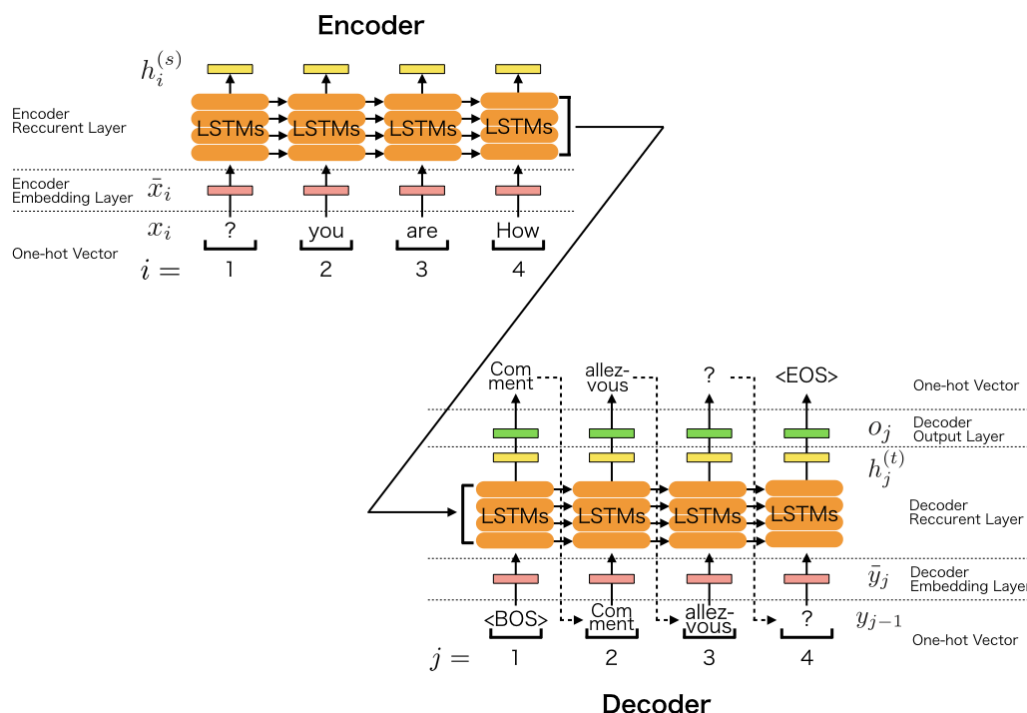 Encoder
h_i^{(s)}
Encoder
Reccurent Layer
LSTMs LSTMs LSTMs LSTMs
Encoder
Embedding Layer
x̄_i
x_i ? you are How
One-hot Vector
i = 1 2 3 4
Com
ment
allez-
vous
? <EOS>
One-hot Vector
o_j
Decoder
Output Layer
h_j^{(t)}
LSTMs LSTMs LSTMs LSTMs
Decoder
Reccurent Layer
ȳ_j
Decoder
Embedding Layer
<BOS>
Com
ment
allez-
vous
? y_{j-1}
One-hot Vector
j = 1 2 3 4
Decoder